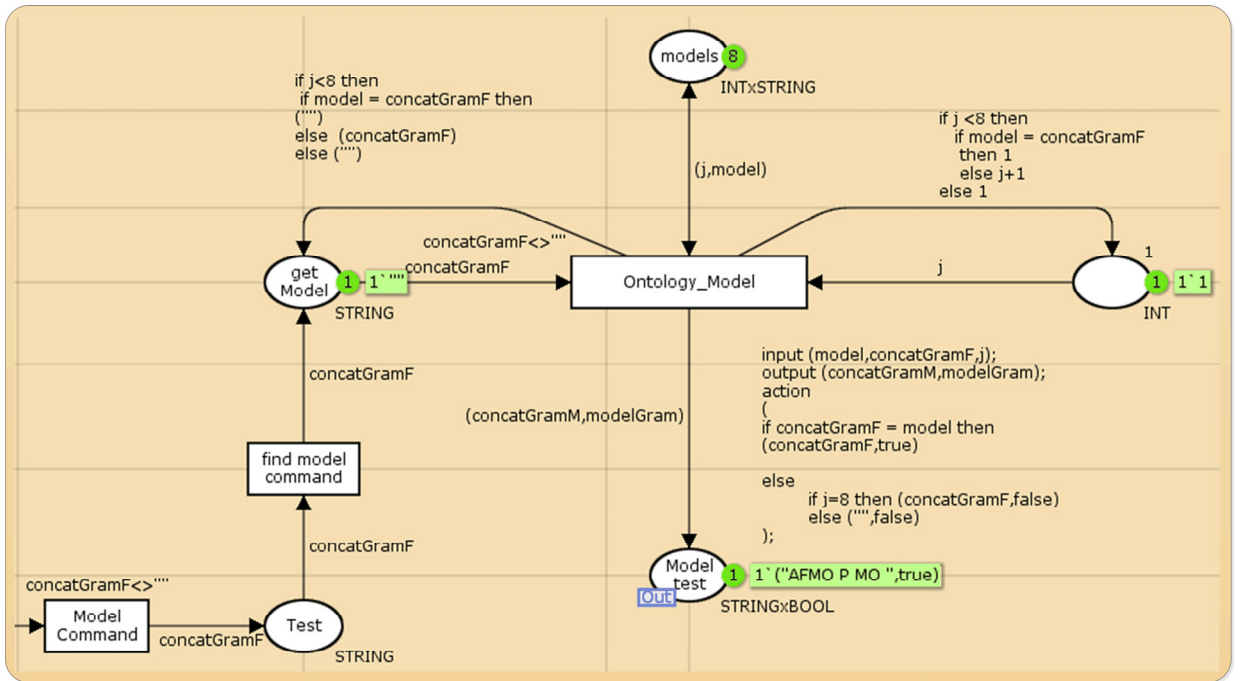 models
8
INTxSTRING
if j<8 then
if model = concatGramF then
("")
else  (concatGramF)
else ("")
if j <8 then
if model = concatGramF
then 1
else j+1
else 1
(j,model)
concatGramF<>""
concatGramF
get
Model
1
1`""
STRING
Ontology_Model
j
1
1
1`1
INT
concatGramF
input (model,concatGramF,j);
output (concatGramM,modelGram);
action
(
if concatGramF = model then
(concatGramF,true)
else
if j=8 then (concatGramF,false)
else ("",false)
);
(concatGramM,modelGram)
find model
command
concatGramF
Model
test
1
1`("AFMO P MO ",true)
Out
STRINGxBOOL
concatGramF<>""
Model
Command
concatGramF
Test
STRING